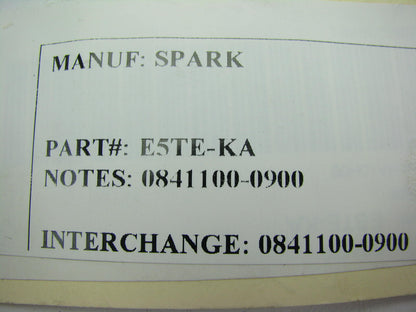 MANUF: SPARK
PART#: E5TE-KA
NOTES: 0841100-0900
INTERCHANGE: 0841100-0900